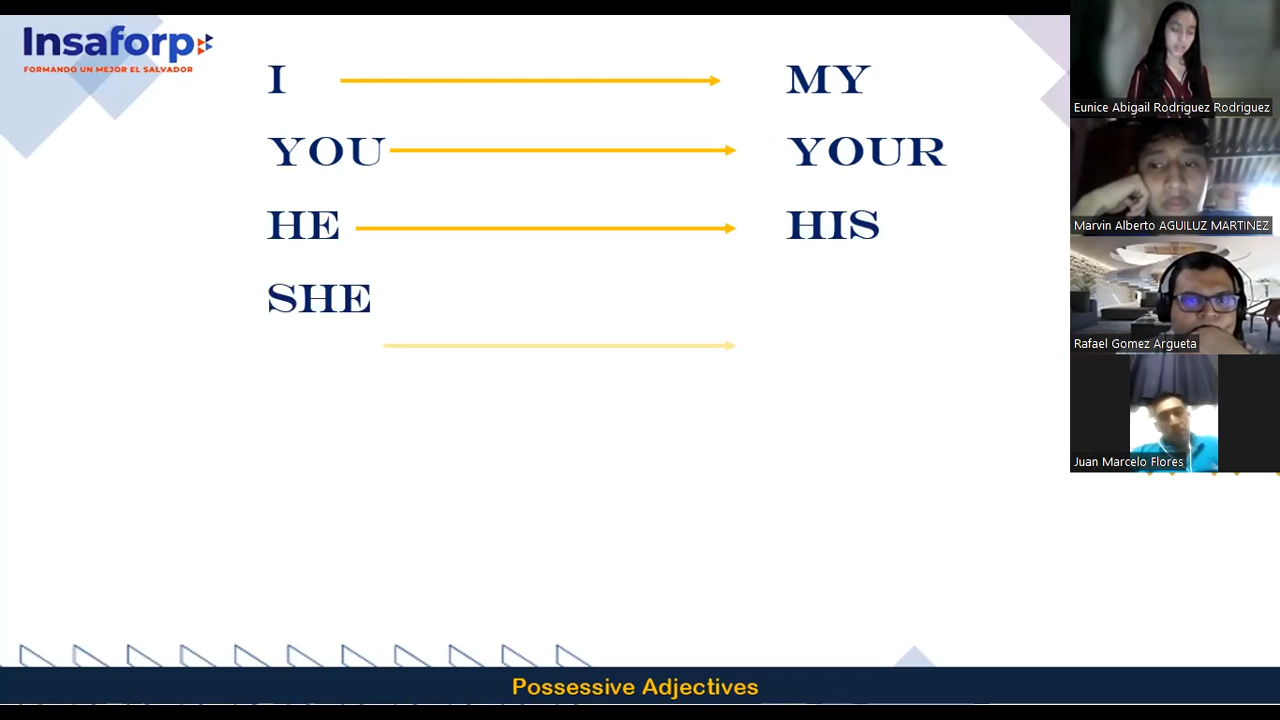 Insaforp
FORMANDO UN MEJOR EL SALVADOR
I MY
YOU YOUR
HE HIS
SHE
Eunice Abigail Rodriguez Rodriguez
Marvin Alberto AGUILUZ MARTINEZ
Rafael Gomez Argueta
Juan Marcelo Flores
Possessive Adjectives